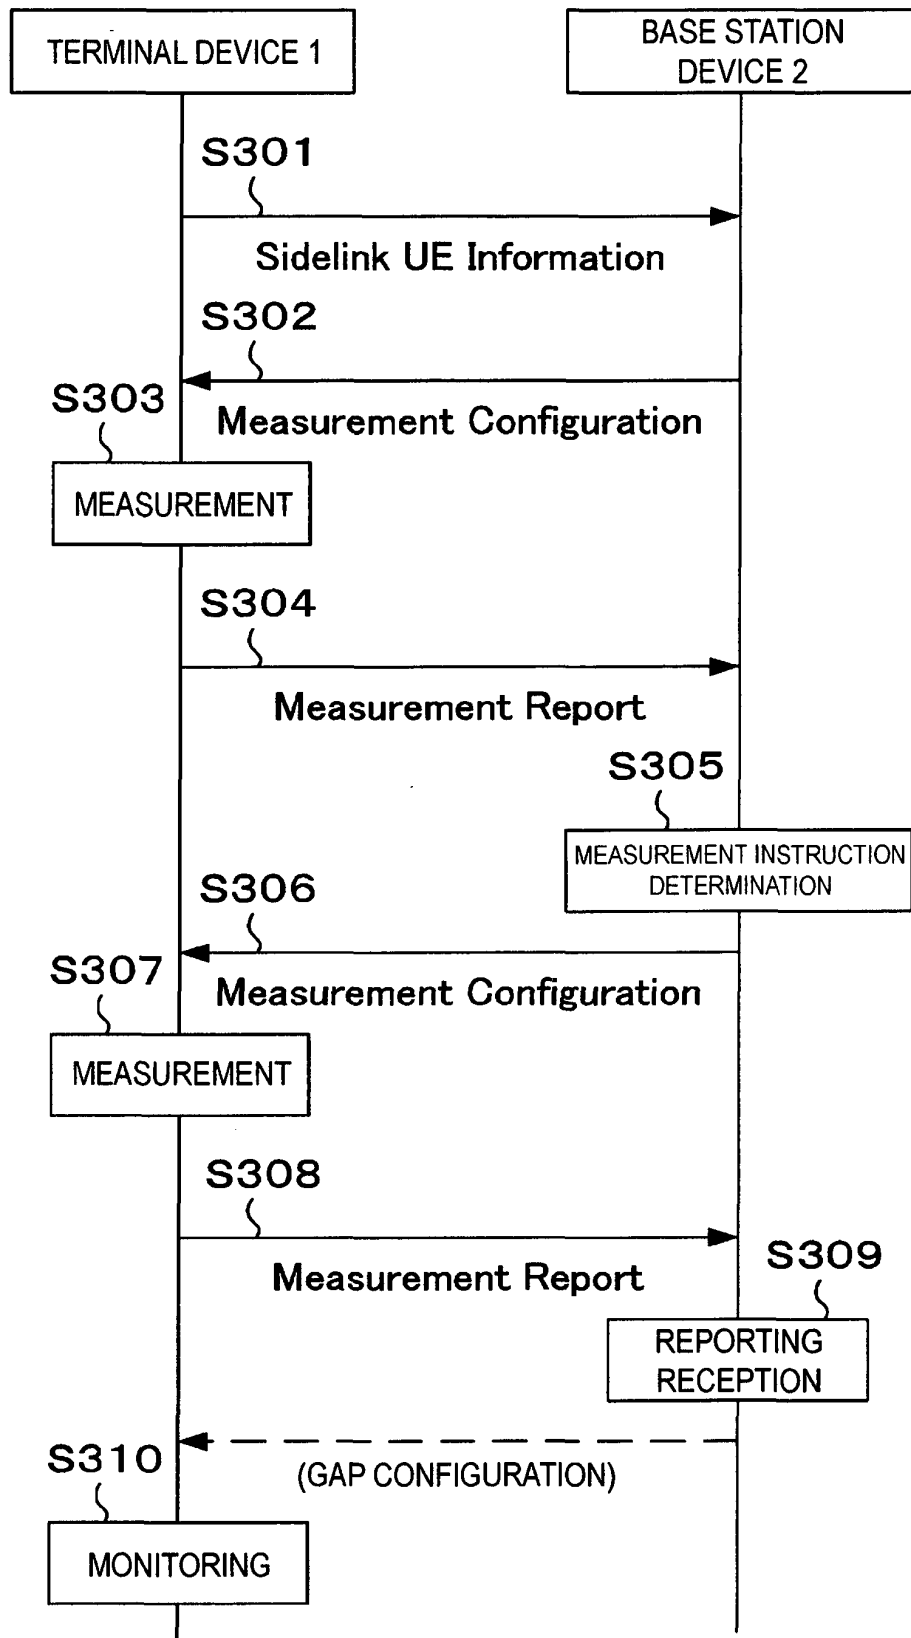 TERMINAL DEVICE 1
BASE STATION
DEVICE 2
S301
Sidelink UE Information
S302
Measurement Configuration
S303
MEASUREMENT
S304
Measurement Report
S305
MEASUREMENT INSTRUCTION
DETERMINATION
S306
Measurement Configuration
S307
MEASUREMENT
S308
Measurement Report
S309
REPORTING
RECEPTION
(GAP CONFIGURATION)
S310
MONITORING